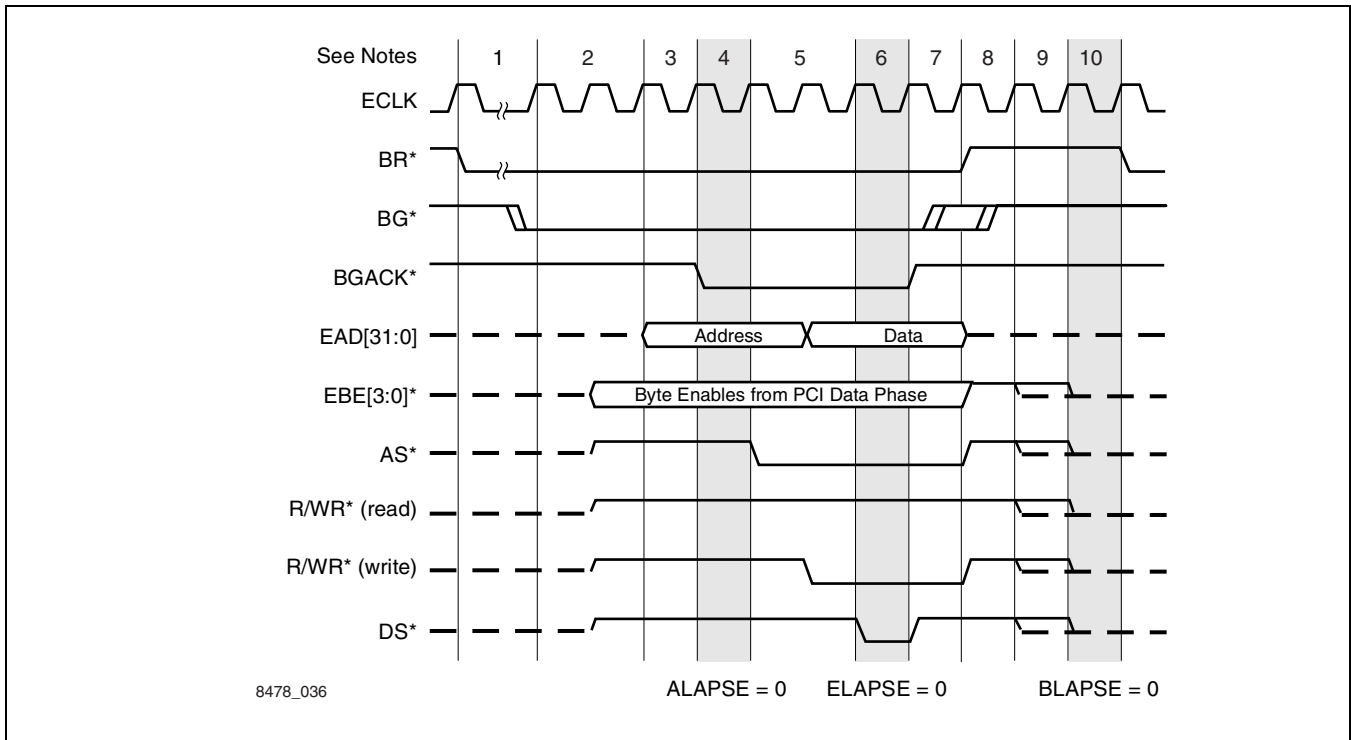 See Notes 1 2 3 4 5 6 7 8 9 10
ECLK
BR*
BG*
BGACK*
EAD[31:0] Address Data
EBE[3:0]* Byte Enables from PCI Data Phase
AS*
R/WR* (read)
R/WR* (write)
DS*
8478_036 ALAPSE = 0 ELAPSE = 0 BLAPSE = 0